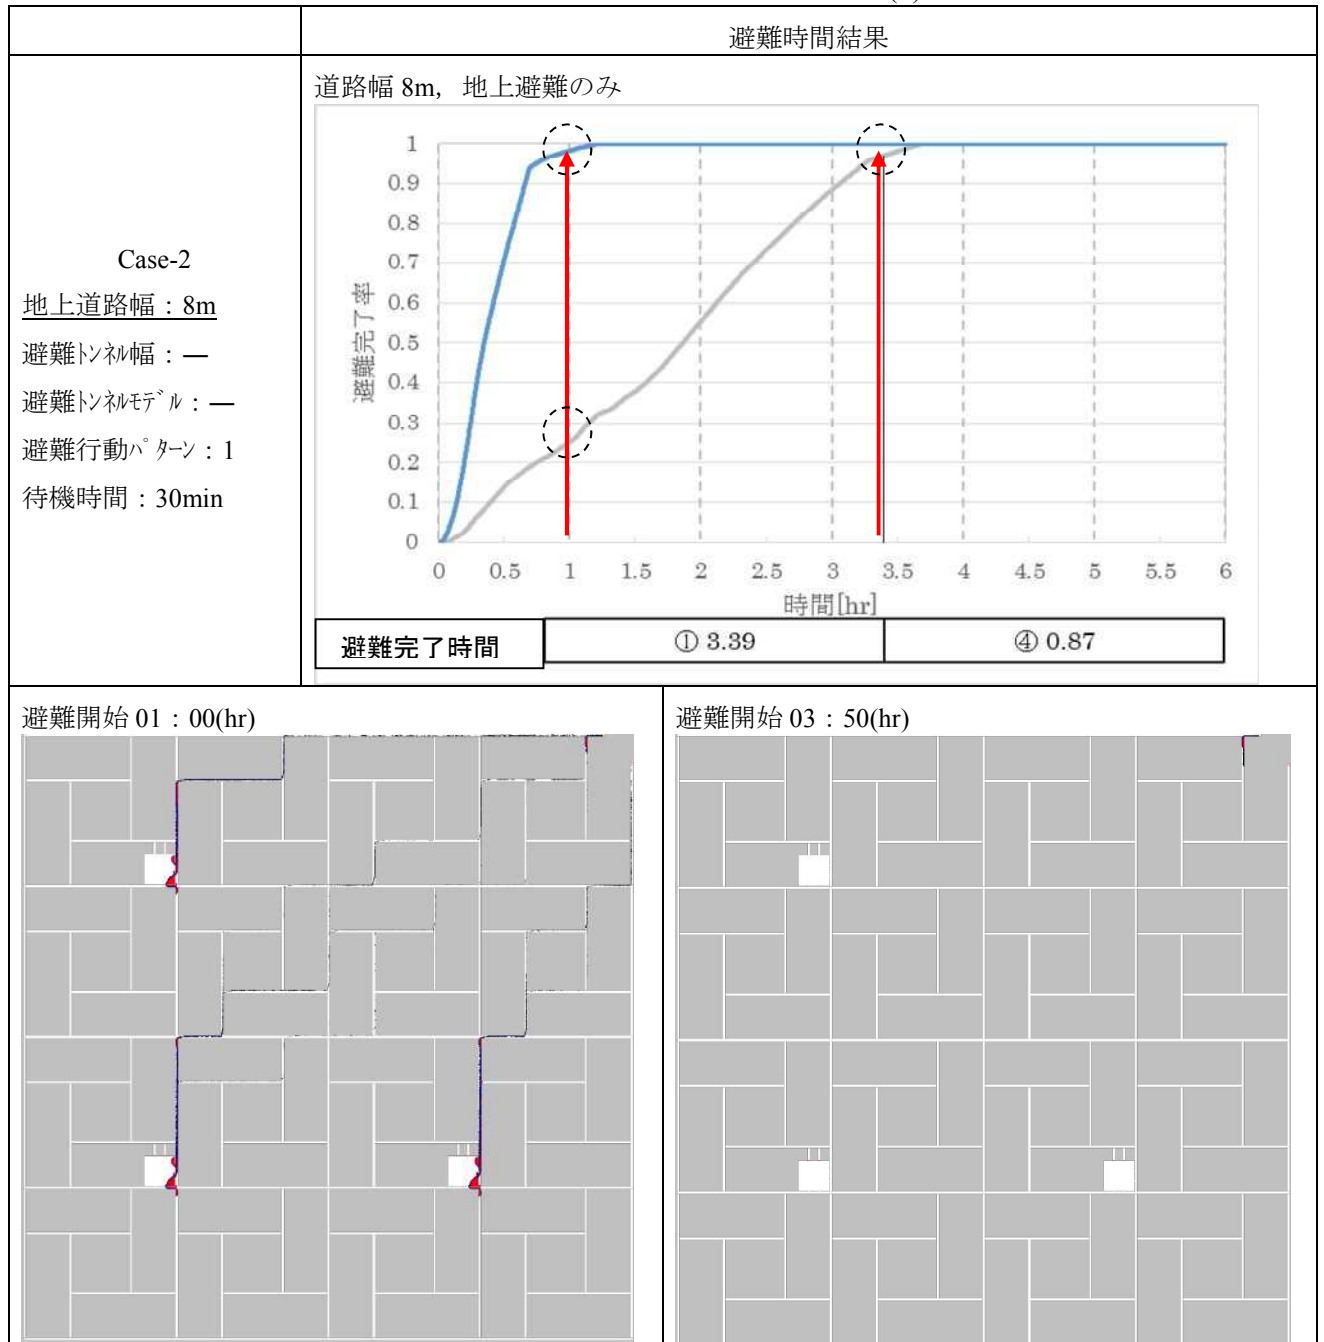 避難時間結果
Case-2
地上道路幅：8m
避難ﾄﾝﾈﾙ幅：―
避難ﾄﾝﾈﾙﾓﾃﾞﾙ：―
避難行動ﾊﾟﾀｰﾝ：1
待機時間：30min
道路幅 8m，地上避難のみ
避難完了率
1
0.9
0.8
0.7
0.6
0.5
0.4
0.3
0.2
0.1
0
0 0.5 1 1.5 2 2.5 3 3.5 4 4.5 5 5.5 6
時間[hr]
避難完了時間 ① 3.39 ④ 0.87
避難開始 01：00(hr)
避難開始 03：50(hr)